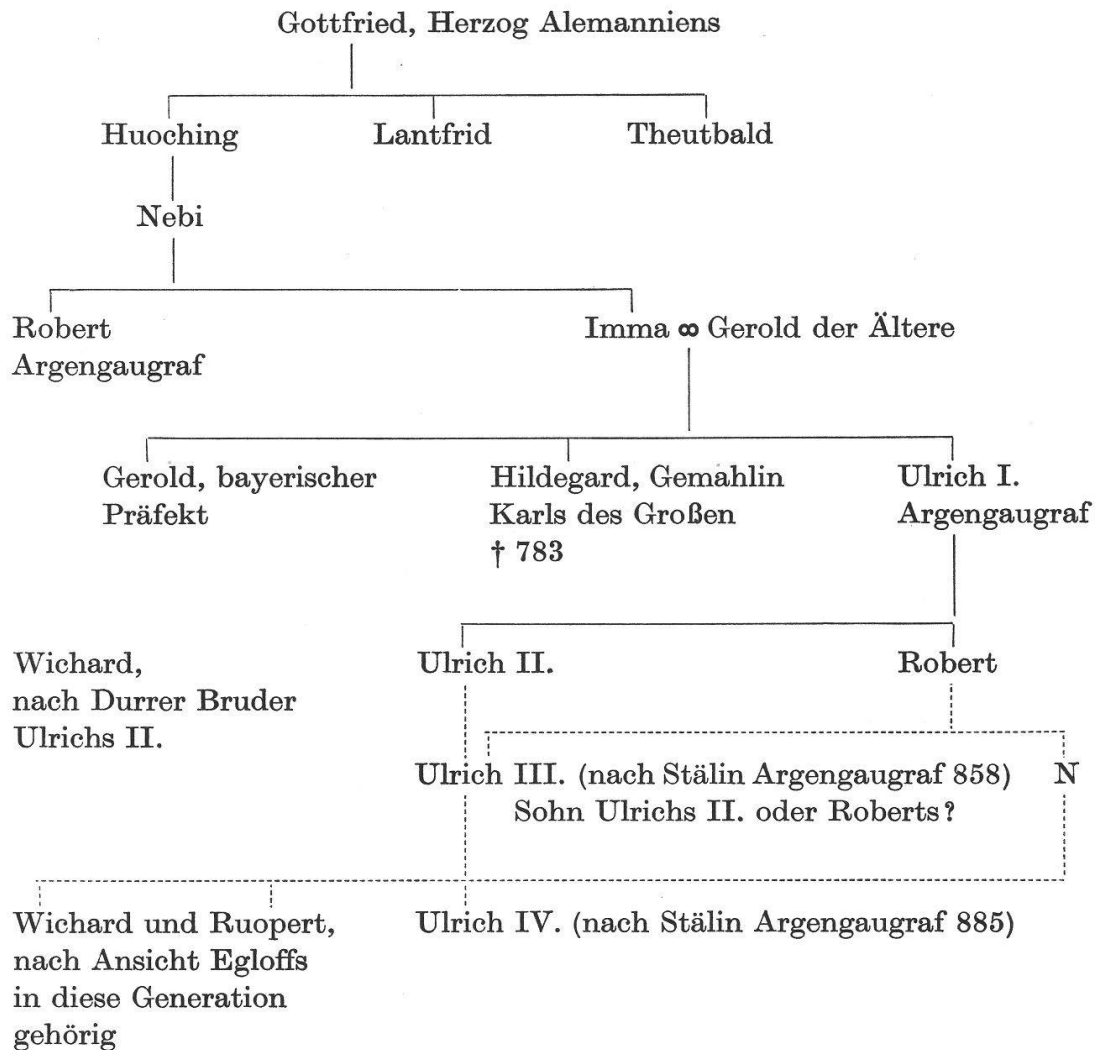 Gottfried, Herzog Alemanniens
Huoching Lantfrid Theutbald
Nebi
Robert
Argengaugraf
Imma ∞ Gerold der Ältere
Gerold, bayerischer
Präfekt
Hildegard, Gemahlin
Karls des Großen
† 783
Ulrich I.
Argengaugraf
Wichard,
nach Durrer Bruder
Ulrichs II.
Ulrich II.
Robert
Ulrich III. (nach Stälin Argengaugraf 858) N
Sohn Ulrichs II. oder Roberts?
Wichard und Ruopert,
nach Ansicht Egloffs
in diese Generation
gehörig
Ulrich IV. (nach Stälin Argengaugraf 885)